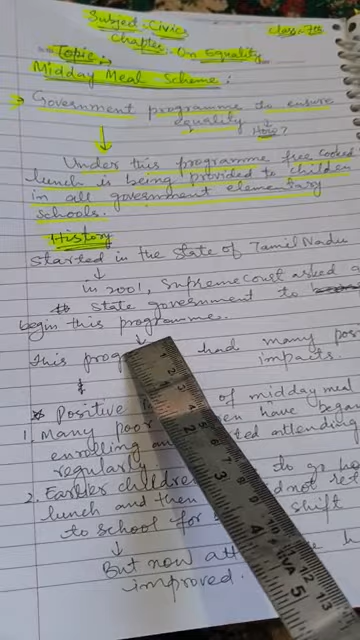 Subject-Civic
Class-7th
Chapter:On Equality
Topic:
Midday Meal Scheme:
Government programme to ensure
equality
How?
Under this programme free cooked
lunch is being provided to children
in all government elementary
schools.
History
Started in the state of Tamil Nadu
in 2001, Supreme Court asked
state government to
begin this programme.
This prog had many
impacts.
Positive of midday meal
1. Many poor have began
enrolling attending
regularly
2. Earlier children to go
lunch and then not
to school for shift
But now
improved.